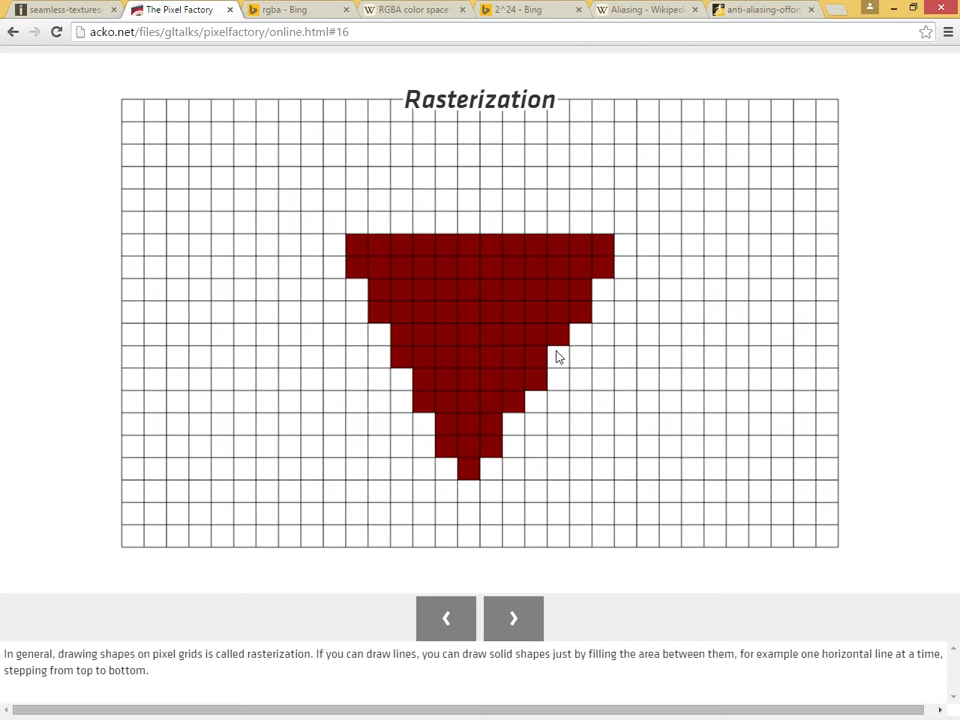 seamless-textures-
The Pixel Factory
rgba - Bing
RGBA color space -
2^24 - Bing
Aliasing - Wikipedi
anti-aliasing-offon
acko.net/files/gltalks/pixelfactory/online.html#16
Rasterization
In general, drawing shapes on pixel grids is called rasterization. If you can draw lines, you can draw solid shapes just by filling the area between them, for example one horizontal line at a time,
stepping from top to bottom.